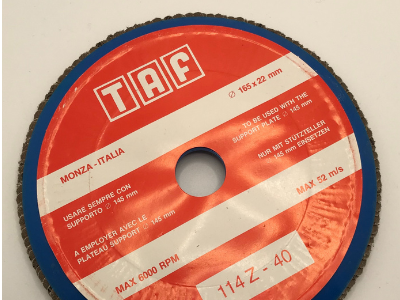 TAF
Ø 165 x 22 mm
MONZA - ITALIA
TO BE USED WITH THE
SUPPORT PLATE Ø 145 mm
USARE SEMPRE CON
SUPPORTO Ø 145 mm
NUR MIT STÜTZTELLER
145 mm EINSETZEN
A EMPLOYER AVEC LE
PLATEAU SUPPORT Ø 145 mm
MAX 52 m/s
MAX 6000 RPM
114 Z - 40